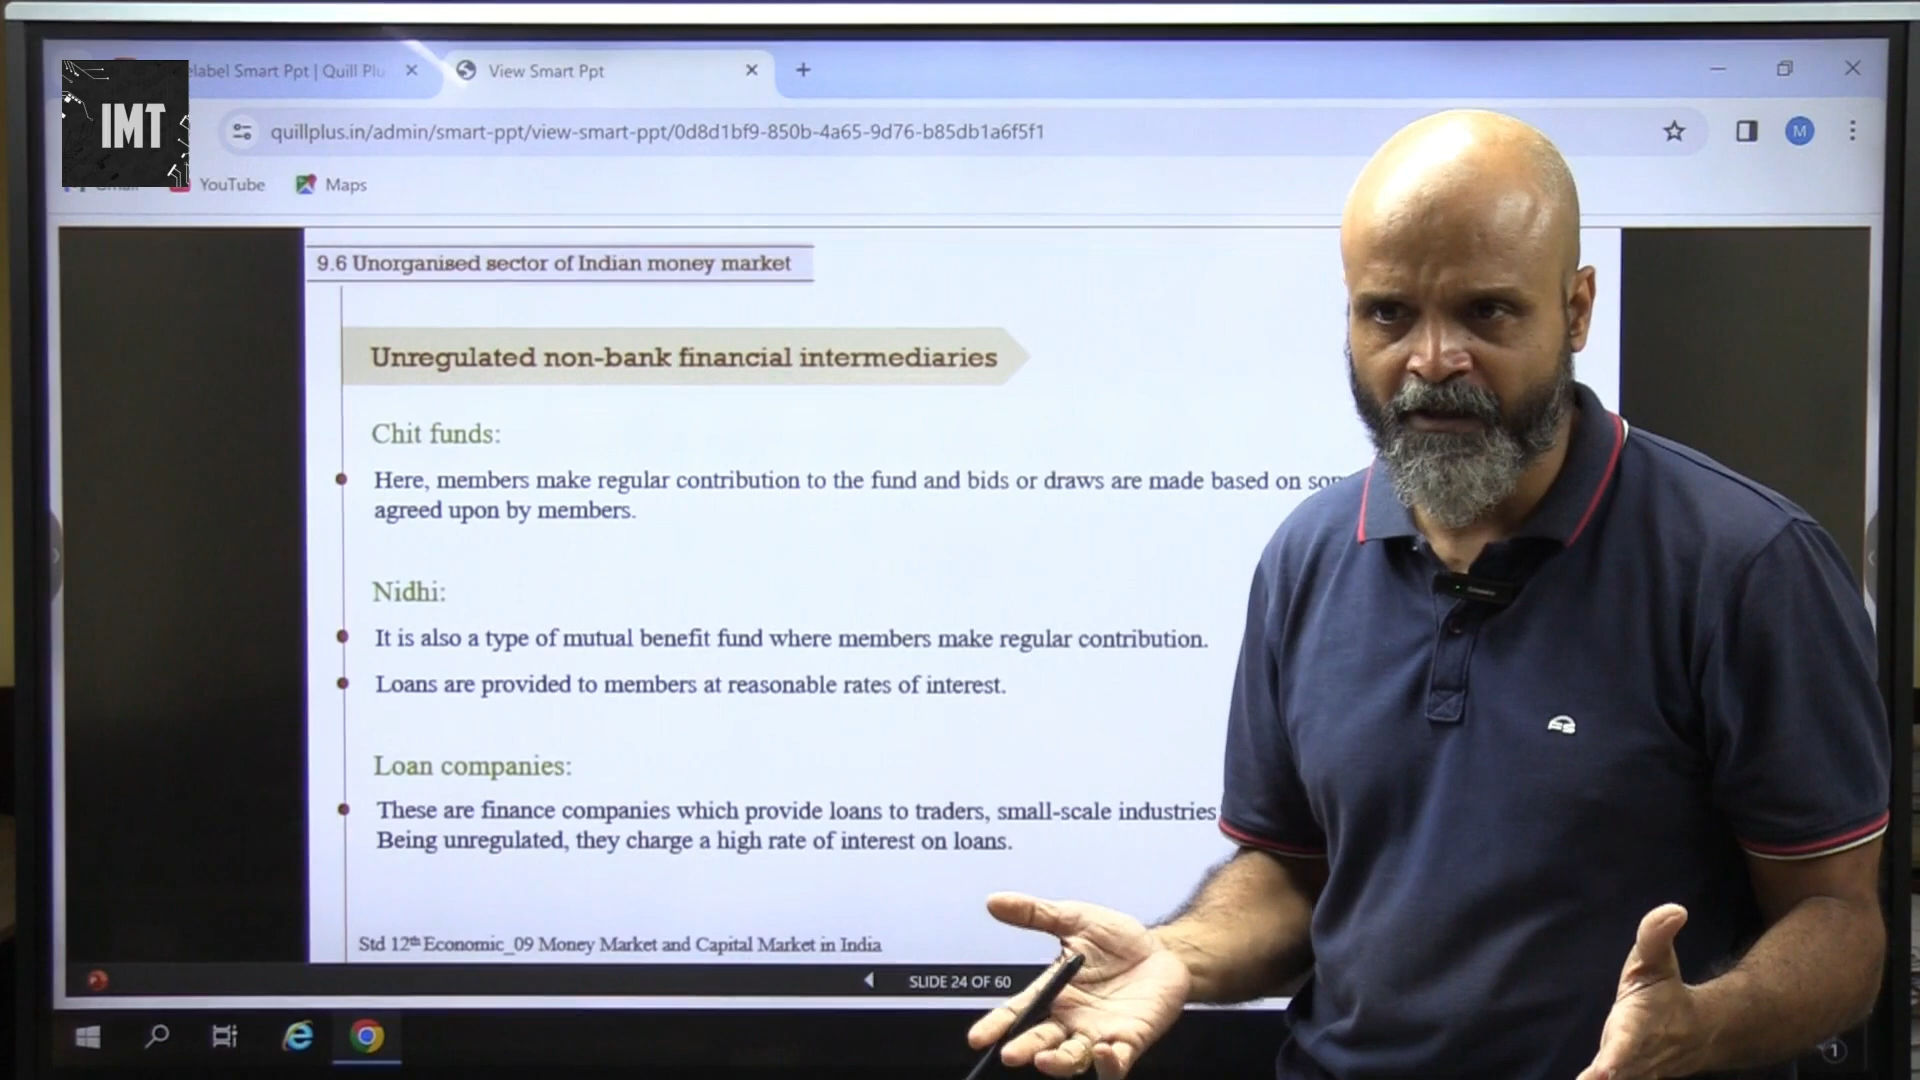 elabel Smart Ppt | Quill Plu
View Smart Ppt
IMT
quillplus.in/admin/smart-ppt/view-smart-ppt/0d8d1bf9-850b-4a65-9d76-b85db1a6f5f1
M
YouTube
Maps
9.6 Unorganised sector of Indian money market
Unregulated non-bank financial intermediaries
Chit funds:
Here, members make regular contribution to the fund and bids or draws are made based on
agreed upon by members.
Nidhi:
It is also a type of mutual benefit fund where members make regular contribution.
Loans are provided to members at reasonable rates of interest.
Loan companies:
These are finance companies which provide loans to traders, small-scale industries
Being unregulated, they charge a high rate of interest on loans.
Std 12th Economic_09 Money Market and Capital Market in India
SLIDE 24 OF 60